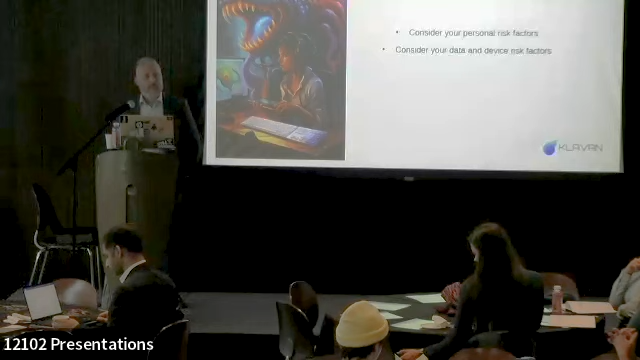 • Consider your personal risk factors
• Consider your data and device risk factors
KLAVAN
12102 Presentations